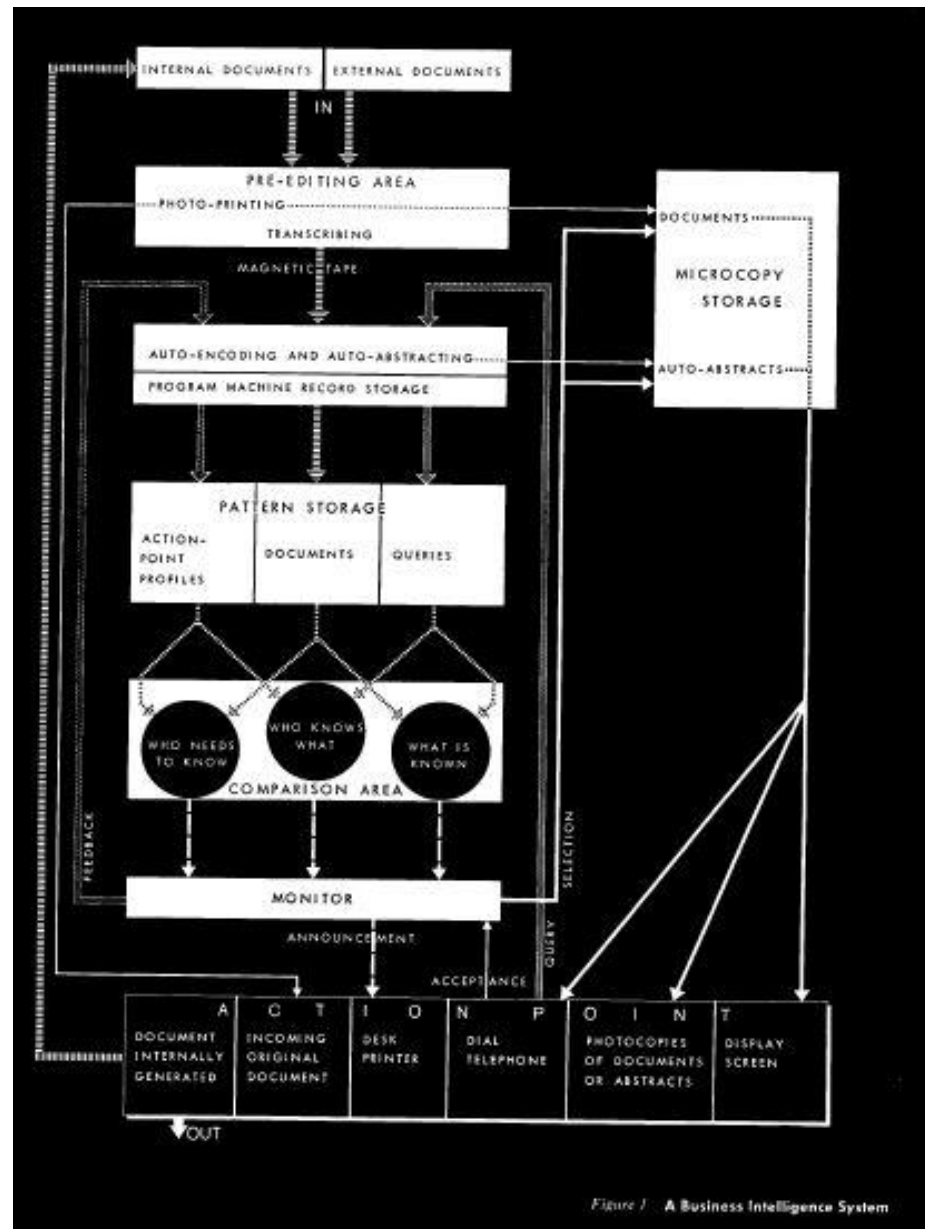 INTERNAL DOCUMENTS
EXTERNAL DOCUMENTS
IN
PRE-EDITING AREA
PHOTO-PRINTING
TRANSCRIBING
MAGNETIC TAPE
DOCUMENTS
MICROCOPY
STORAGE
AUTO-ABSTRACTS
AUTO-ENCODING AND AUTO-ABSTRACTING
PROGRAM MACHINE RECORD STORAGE
PATTERN STORAGE
ACTION-
POINT
PROFILES
DOCUMENTS
QUERIES
WHO NEEDS
TO KNOW
WHO KNOWS
WHAT
WHAT IS
KNOWN
COMPARISON AREA
FEEDBACK
SELECTION
QUERY
MONITOR
ANNOUNCEMENT
ACCEPTANCE
ACTION POINT
DOCUMENT
INTERNALLY
GENERATED
INCOMING
ORIGINAL
DOCUMENT
DESK
PRINTER
DIAL
TELEPHONE
PHOTOCOPIES
OF DOCUMENTS
OR ABSTRACTS
DISPLAY
SCREEN
OUT
Figure 1 A Business Intelligence System